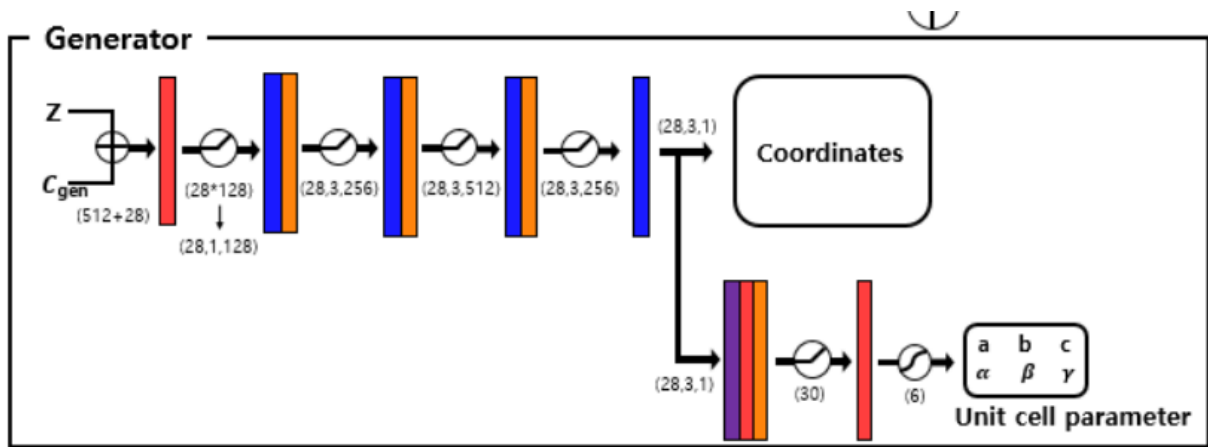 Generator
Z
C_gen
(512+28)
(28*128)
(28,1,128)
(28,3,256)
(28,3,512)
(28,3,256)
(28,3,1)
Coordinates
(28,3,1)
(30)
(6)
a b c
α β γ
Unit cell parameter